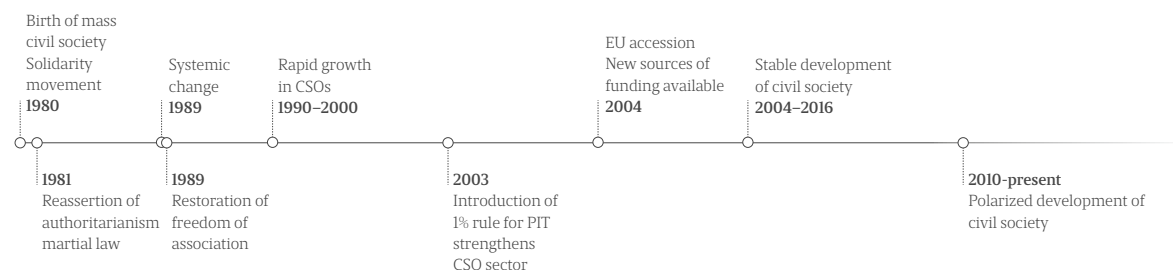 Birth of mass
civil society
Solidarity
movement
1980
Systemic
change
1989
Rapid growth
in CSOs
1990–2000
EU accession
New sources of
funding available
2004
Stable development
of civil society
2004–2016
1981
Reassertion of
authoritarianism
martial law
1989
Restoration of
freedom of
association
2003
Introduction of
1% rule for PIT
strengthens
CSO sector
2010-present
Polarized development of
civil society